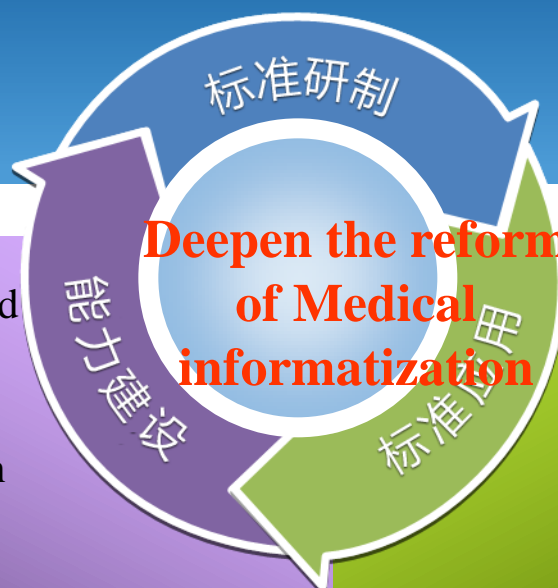 标准研制
Deepen the reform
of Medical
informatization
能力建设
标准应用
d
n